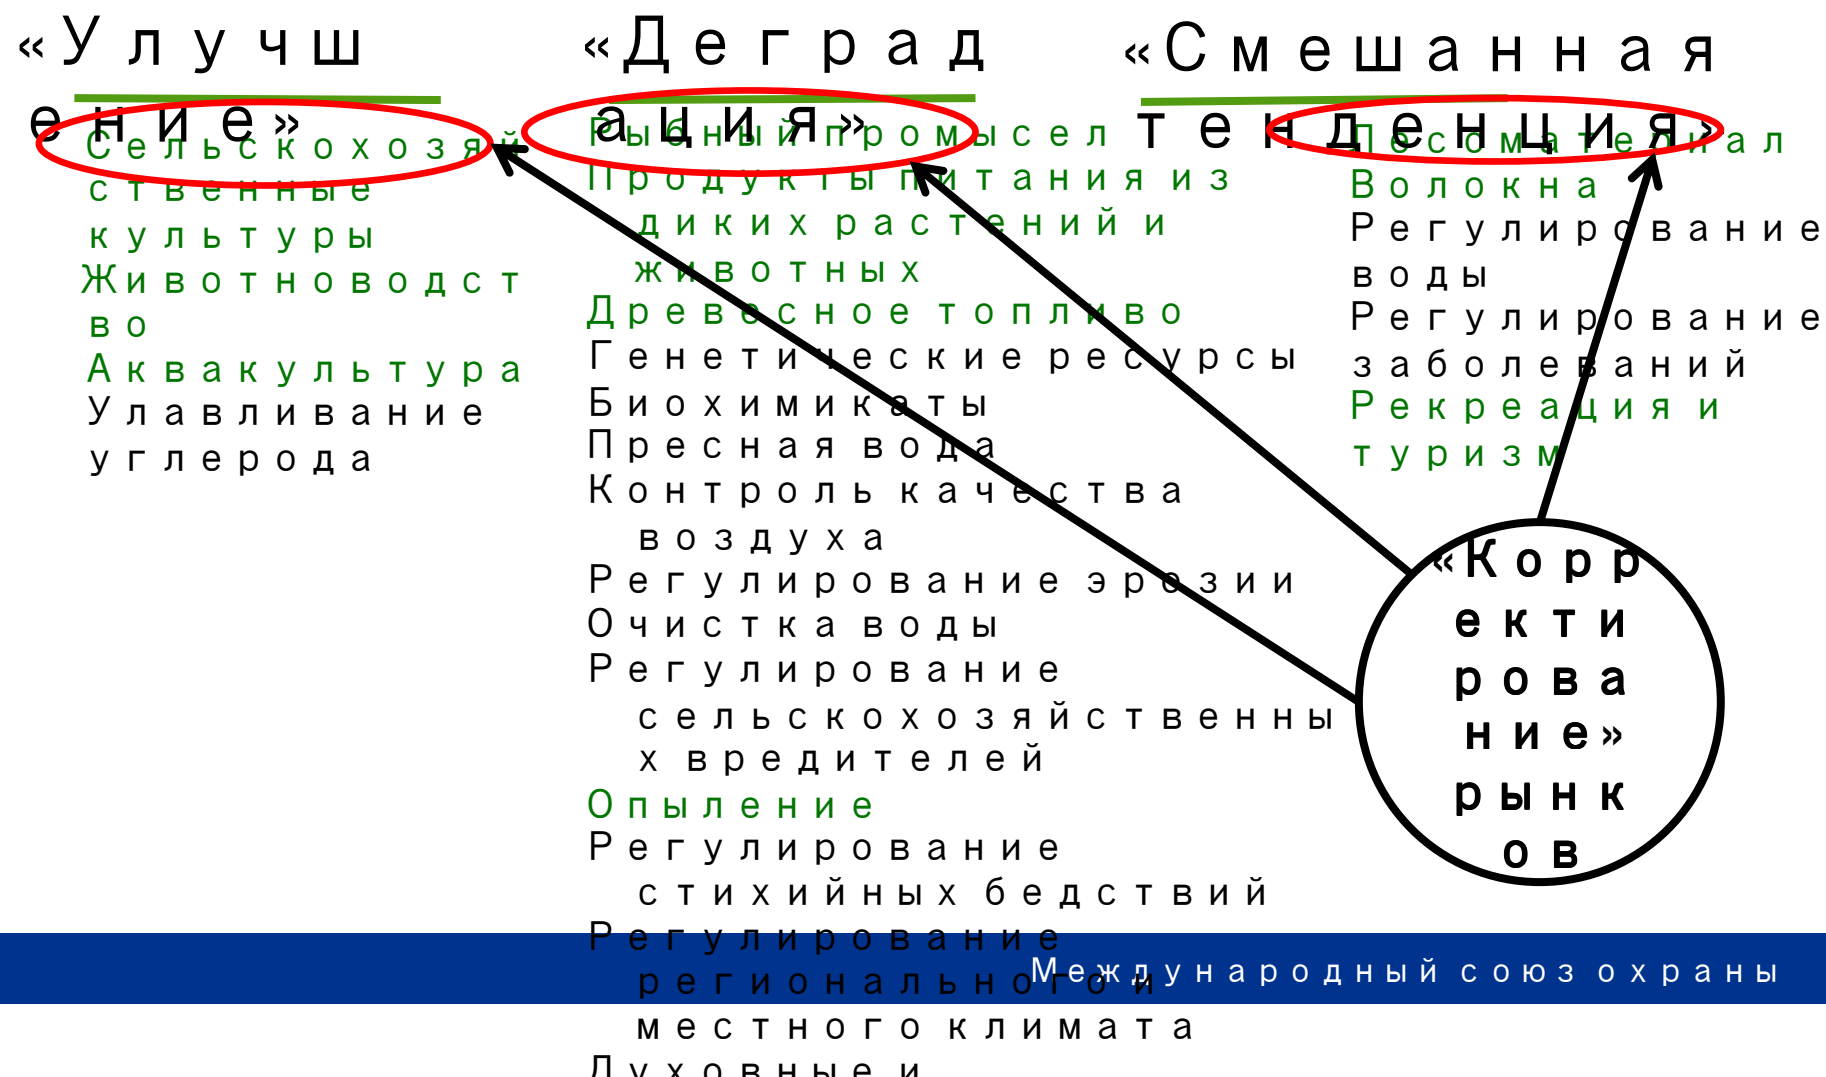 «Улучш
ение»
Сельскохозяй
ственные
культуры
Животноводст
во
Аквакультура
Улавливание
углерода
«Деград
ация»
Рыбный промысел
Продукты питания из
диких растений и
животных
Древесное топливо
Генетические ресурсы
Биохимикаты
Пресная вода
Контроль качества
воздуха
Регулирование эрозии
Очистка воды
Регулирование
сельскохозяйственны
х вредителей
Опыление
Регулирование
стихийных бедствий
Регулирование
регионального и
местного климата
Духовные и
«Смешанная
тенденция»
Лесоматериал
Волокна
Регулирование
воды
Регулирование
заболеваний
Рекреация и
туризм
«Корр
екти
рова
ние»
рынк
ов
Международный союз охраны